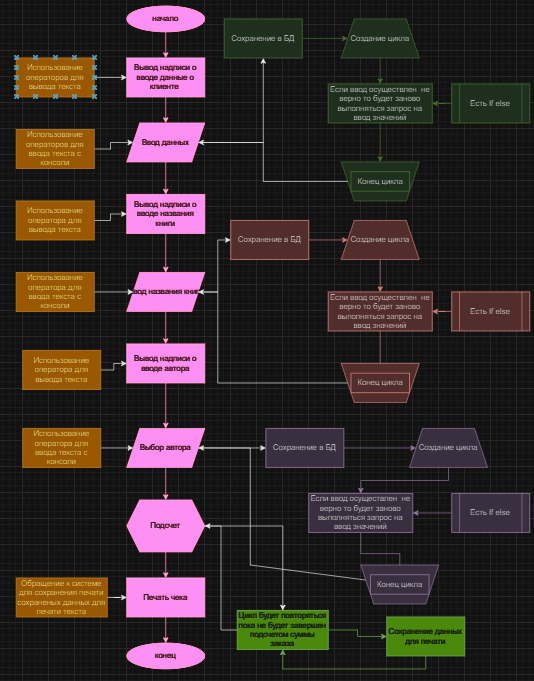 начало
Сохранение в БД
Создание цикла
Использование
операторов для
вывода текста
Вывод надписи о
вводе данные о
клиенте
Если ввод осуществлен не
верно то будет заново
выполняться запрос на
ввод значений
Есть If else
Использование
операторов для
ввода текста с
консоли
Ввод данных
Конец цикла
Использование
оператора для
вывода текста
Вывод надписи о
вводе названия
книги
Сохранение в БД
Создание цикла
Использование
оператора для
ввода текста с
консоли
вод названия книг
Если ввод осуществлен не
верно то будет заново
выполняться запрос на
ввод значений
Есть If else
Использование
оператора для
вывода текста
Вывод надписи о
вводе автора
Конец цикла
Использование
оператора для
ввода текста с
консоли
Выбор автора
Сохранение в БД
Создание цикла
Если ввод осуществлен не
верно то будет заново
выполняться запрос на
ввод значений
Есть If else
Подсчет
Конец цикла
Обращение к системе
для сохранения печати
сохраненых данных для
печати текста
Печать чека
Цикл будет повторяться
пока не будет завершен
подсчетом суммы
заказа
Сохранение данных
для печати
конец